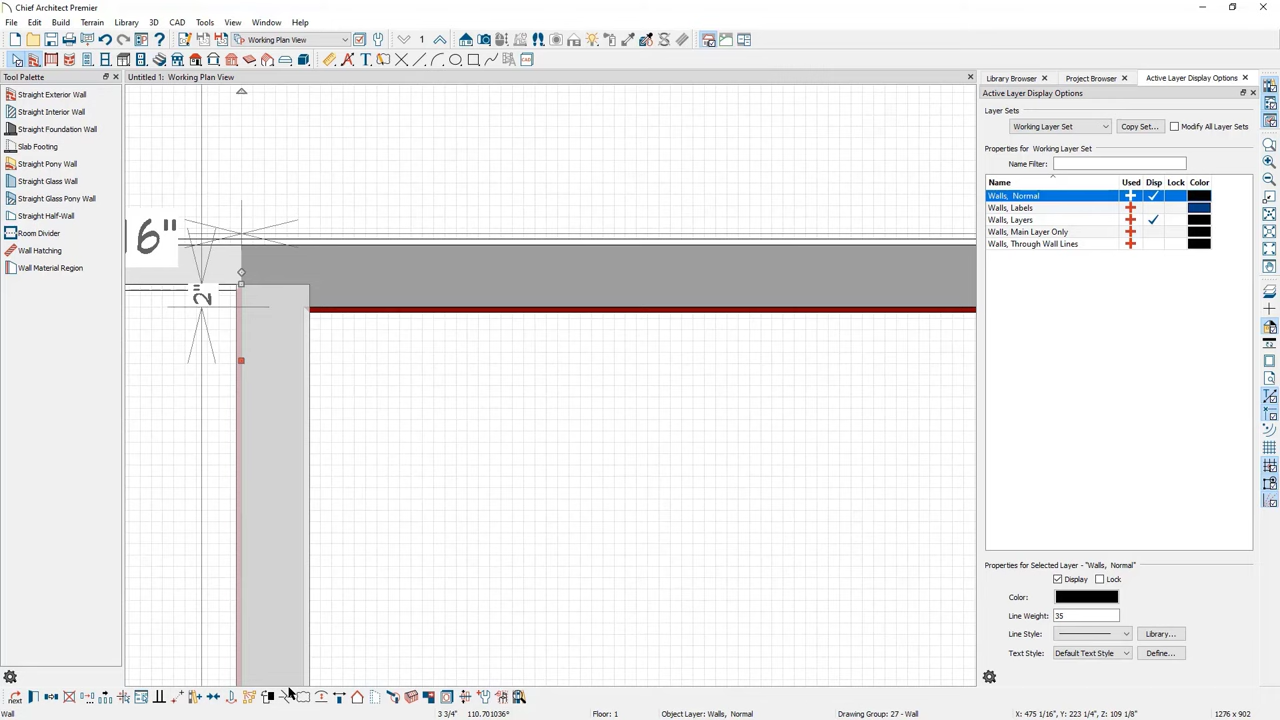 Chief Architect Premier
File Edit Build Terrain Library 3D CAD Tools View Window Help
Working Plan View 1
Tool Palette
Untitled 1: Working Plan View
Library Browser Project Browser Active Layer Display Options
Straight Exterior Wall
Straight Interior Wall
Straight Foundation Wall
Slab Footing
Straight Pony Wall
Straight Glass Wall
Straight Glass Pony Wall
Straight Half-Wall
Room Divider
Wall Hatching
Wall Material Region
6"
2"
Active Layer Display Options
Layer Sets
Working Layer Set Copy Set... Modify All Layer Sets
Properties for Working Layer Set
Name Filter:
Name Used Disp Lock Color
Walls, Normal
Walls, Labels
Walls, Layers
Walls, Main Layer Only
Walls, Through Wall Lines
Properties for Selected Layer - "Walls, Normal"
Display Lock
Color:
Line Weight: 35
Line Style: Library...
Text Style: Default Text Style Define...
next
Wall 3 3/4" 110.701036° Floor: 1 Object Layer: Walls, Normal Drawing Group: 27 - Wall X: 475 1/16", Y: 223 1/4", Z: 109 1/8" 1276 x 902